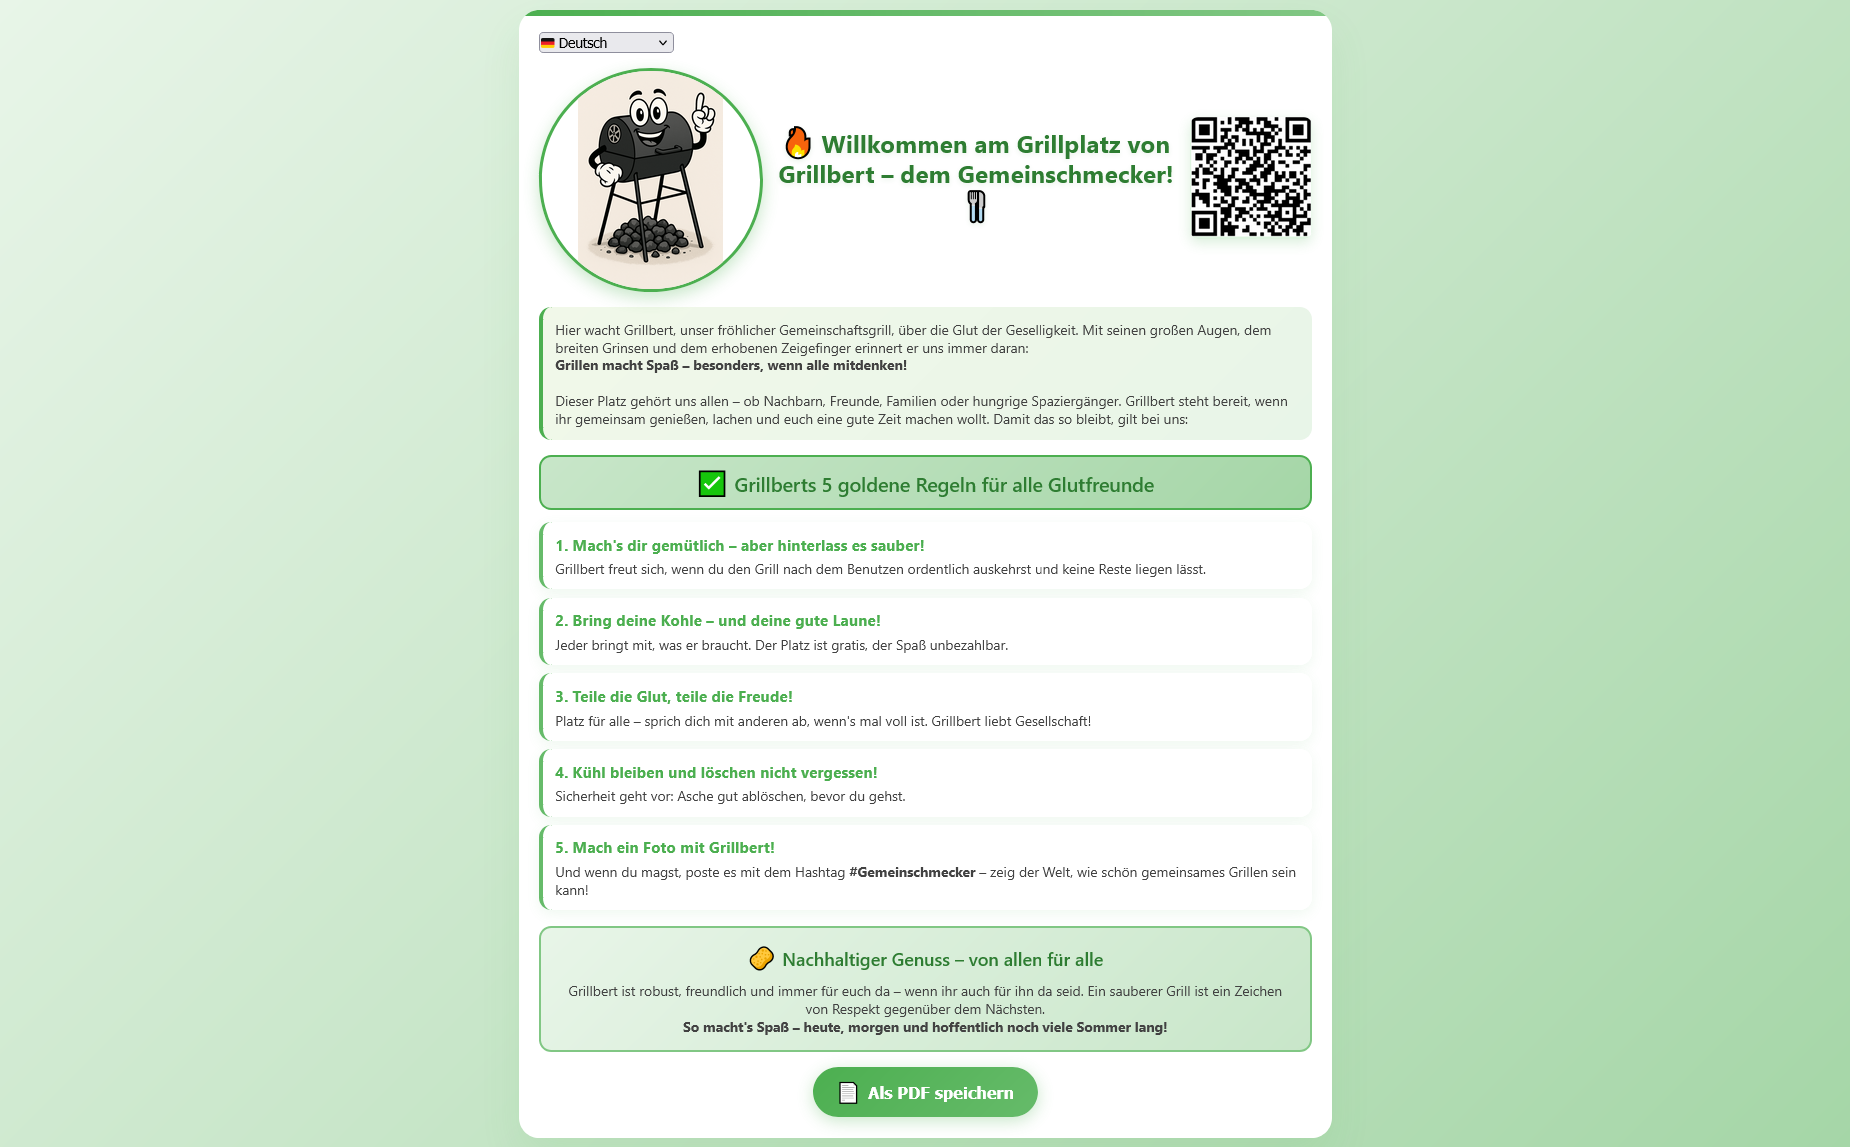 Deutsch
🔥 Willkommen am Grillplatz von
Grillbert – dem Gemeinschmecker!
🍴
Hier wacht Grillbert, unser fröhlicher Gemeinschaftsgrill, über die Glut der Geselligkeit. Mit seinen großen Augen, dem
breiten Grinsen und dem erhobenen Zeigefinger erinnert er uns immer daran:
Grillen macht Spaß – besonders, wenn alle mitdenken!
Dieser Platz gehört uns allen – ob Nachbarn, Freunde, Familien oder hungrige Spaziergänger. Grillbert steht bereit, wenn
ihr gemeinsam genießen, lachen und euch eine gute Zeit machen wollt. Damit das so bleibt, gilt bei uns:
✅ Grillberts 5 goldene Regeln für alle Glutfreunde
1. Mach's dir gemütlich – aber hinterlass es sauber!
Grillbert freut sich, wenn du den Grill nach dem Benutzen ordentlich auskehrst und keine Reste liegen lässt.
2. Bring deine Kohle – und deine gute Laune!
Jeder bringt mit, was er braucht. Der Platz ist gratis, der Spaß unbezahlbar.
3. Teile die Glut, teile die Freude!
Platz für alle – sprich dich mit anderen ab, wenn's mal voll ist. Grillbert liebt Gesellschaft!
4. Kühl bleiben und löschen nicht vergessen!
Sicherheit geht vor: Asche gut ablöschen, bevor du gehst.
5. Mach ein Foto mit Grillbert!
Und wenn du magst, poste es mit dem Hashtag #Gemeinschmecker – zeig der Welt, wie schön gemeinsames Grillen sein
kann!
🥔 Nachhaltiger Genuss – von allen für alle
Grillbert ist robust, freundlich und immer für euch da – wenn ihr auch für ihn da seid. Ein sauberer Grill ist ein Zeichen
von Respekt gegenüber dem Nächsten.
So macht's Spaß – heute, morgen und hoffentlich noch viele Sommer lang!
📄 Als PDF speichern